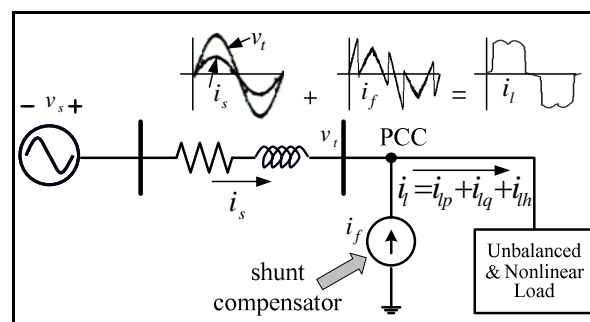 v_t
i_s + i_f = i_l
- v_s +
v_t PCC
i_l = i_lp + i_lq + i_lh
i_s
i_f
shunt
compensator
Unbalanced
& Nonlinear
Load